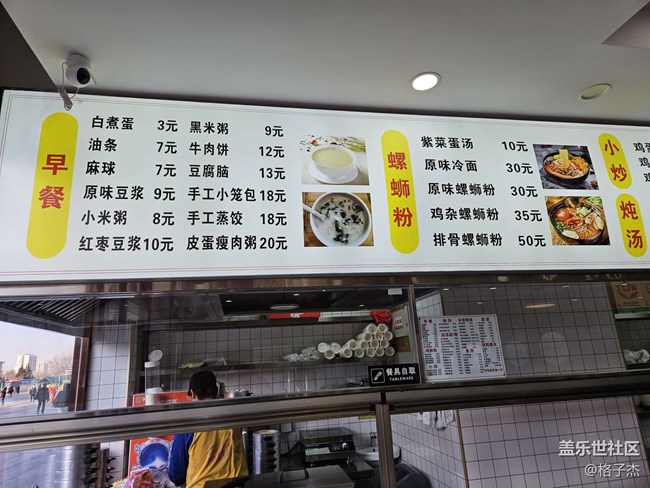 早餐
白煮蛋 3元
油条 7元
麻球 7元
原味豆浆 9元
小米粥 8元
红枣豆浆 10元
黑米粥 9元
牛肉饼 12元
豆腐脑 13元
手工小笼包 18元
手工蒸饺 18元
皮蛋瘦肉粥 20元
螺蛳粉
紫菜蛋汤 10元
原味冷面 30元
原味螺蛳粉 30元
鸡杂螺蛳粉 35元
排骨螺蛳粉 50元
小炒
炖汤
餐具自取
TABLEWARE
盖乐世社区
@格子杰